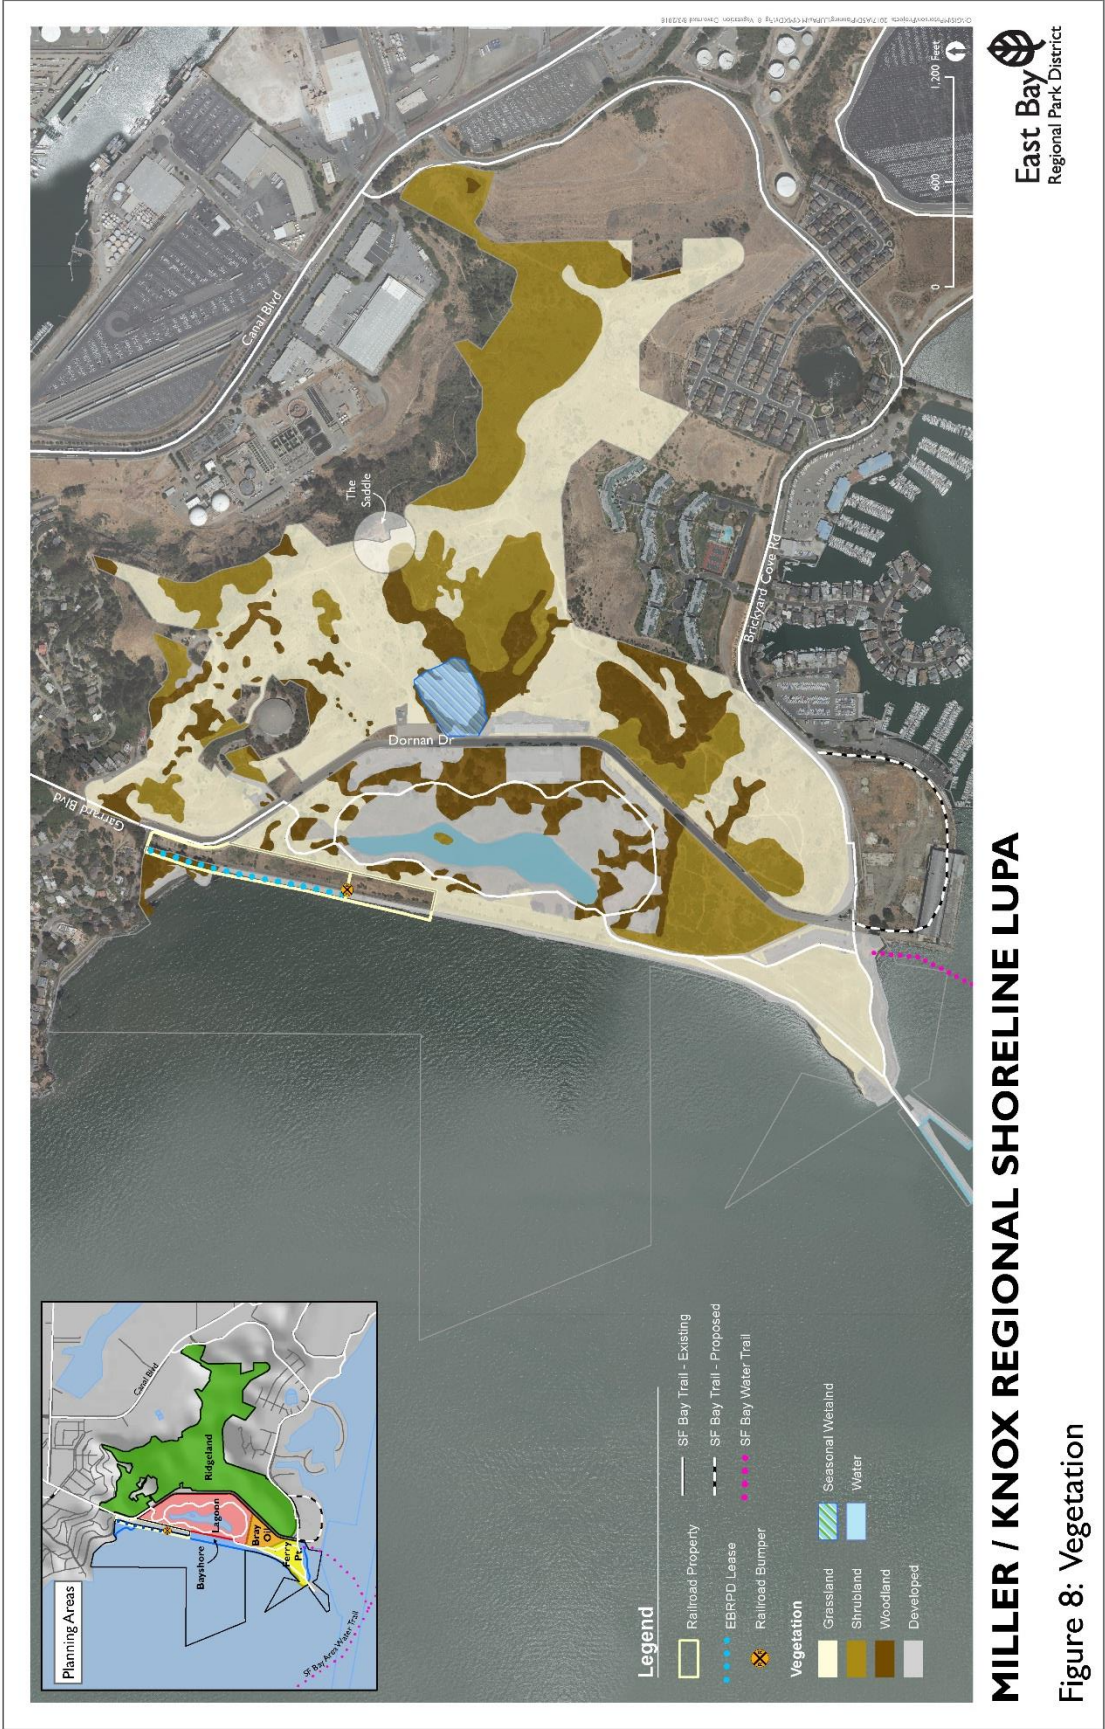 Planning Areas
Canal Blvd
Ridgeland
Lagoon
Bray
Oil
Ferry
Pt.
Bayshore
SF Bay Area Water Trail
Garrard Blvd
Canal Blvd
The
Saddle
Dornan Dr
Brickyard Cove Rd
Legend
Railroad Property
EBRPD Lease
Railroad Bumper
SF Bay Trail - Existing
SF Bay Trail - Proposed
SF Bay Water Trail
Vegetation
Grassland
Shrubland
Woodland
Developed
Seasonal Wetalnd
Water
0 600 1,200 Feet
MILLER / KNOX REGIONAL SHORELINE LUPA
Figure 8: Vegetation
East Bay
Regional Park District